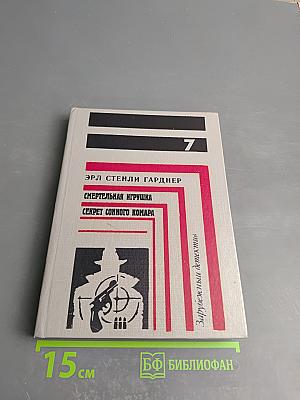 7
ЭРЛ СТЕНЛИ ГАРДНЕР
СМЕРТЕЛЬНАЯ ИГРУШКА
СЕКРЕТ СОННОГО КОМАРА
Зарубежный детектив
15 см
БФ БИБЛИОФАН